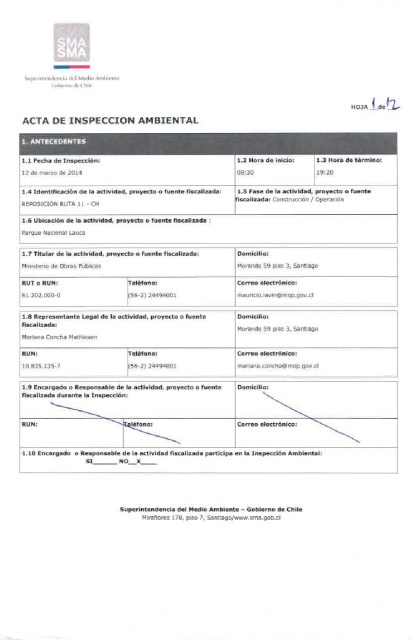 SMA
SMA
SMA
Superintendencia del Medio Ambiente
Gobierno de Chile
HOJA 1 de 12
ACTA DE INSPECCION AMBIENTAL
1. ANTECEDENTES
1.1 Fecha de Inspección:
12 de marzo de 2014
1.2 Hora de inicio:
09:30
1.3 Hora de término:
19:20
1.4 Identificación de la actividad, proyecto o fuente fiscalizada:
REPOSICIÓN RUTA 11 – CH
1.5 Fase de la actividad, proyecto o fuente
fiscalizada: Construcción / Operación
1.6 Ubicación de la actividad, proyecto o fuente fiscalizada :
Parque Nacional Lauca
1.7 Titular de la actividad, proyecto o fuente fiscalizada:
Ministerio de Obras Públicas
Domicilio:
Morande 59 piso 3, Santiago
RUT o RUN:
61.202.000-0
Teléfono:
(56-2) 24494001
Correo electrónico:
mauricio.lavin@mop.gov.cl
1.8 Representante Legal de la actividad, proyecto o fuente
fiscalizada:
Mariana Concha Mathiesen
Domicilio:
Morande 59 piso 3, Santiago
RUN:
10.835.135-7
Teléfono:
(56-2) 24494001
Correo electrónico:
mariana.concha@mop.gov.cl
1.9 Encargado o Responsable de la actividad, proyecto o fuente
fiscalizada durante la Inspección:
Domicilio:
RUN:
Teléfono:
Correo electrónico:
1.10 Encargado o Responsable de la actividad fiscalizada participa en la Inspección Ambiental:
SI______ NO__X____
Superintendencia del Medio Ambiente – Gobierno de Chile
Miraflores 178, piso 7, Santiago/www.sma.gob.cl